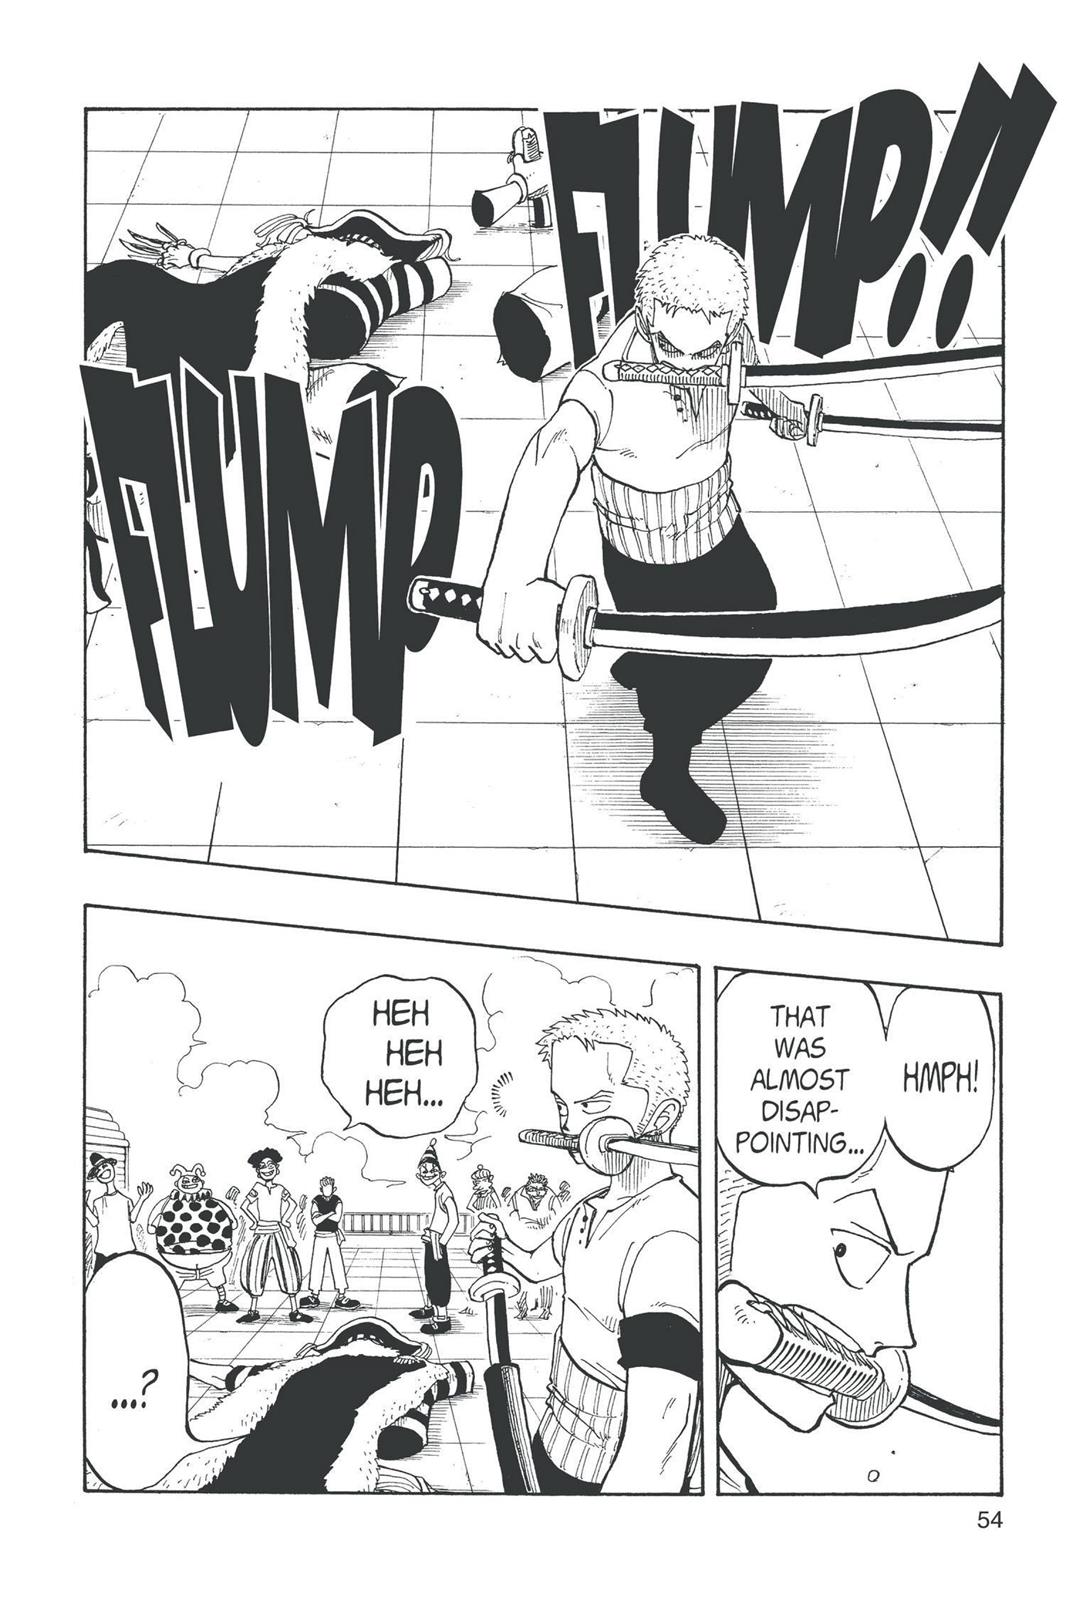 FLUMP!!
FLUMP
HMPH!
THAT
WAS
ALMOST
DISAP-
POINTING...
HEH
HEH
HEH...
...?
54